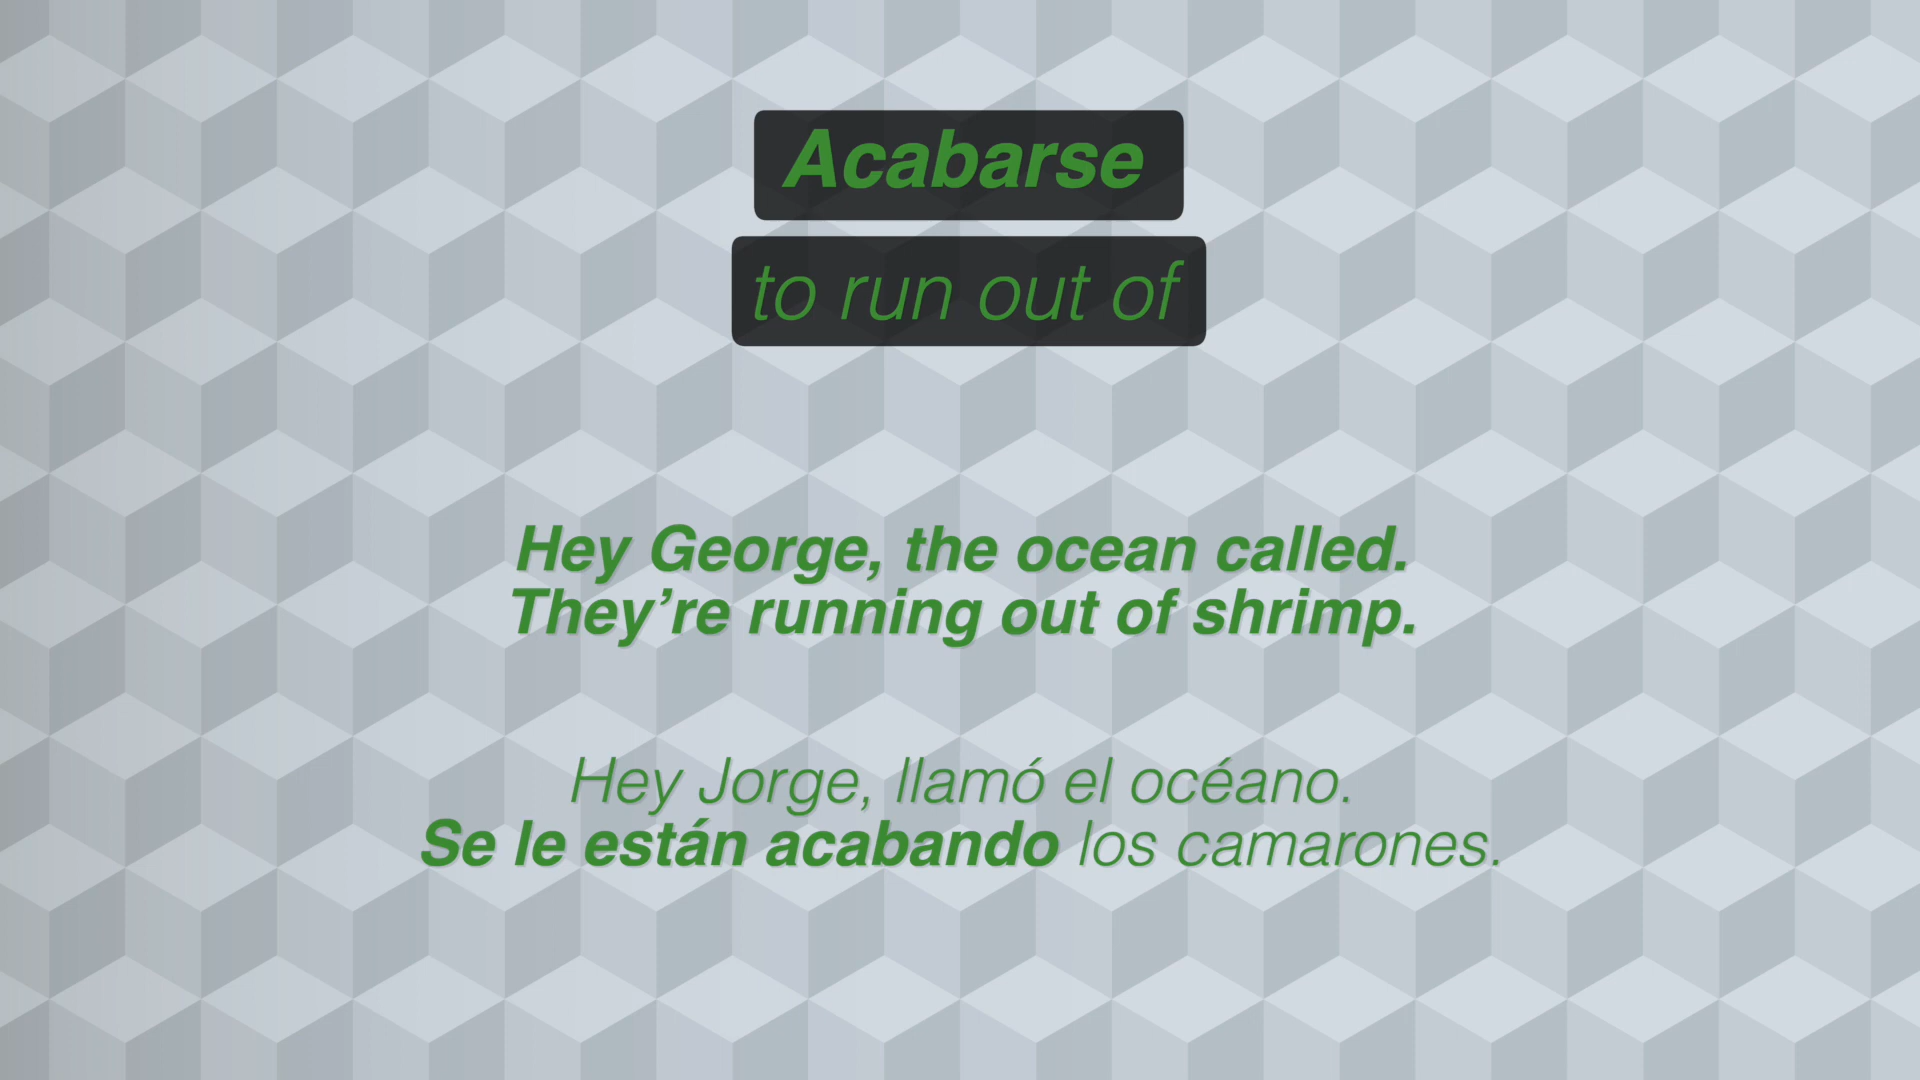 Acabarse
to run out of
Hey George, the ocean called.
They’re running out of shrimp.
Hey Jorge, llamó el océano.
Se le están acabando los camarones.